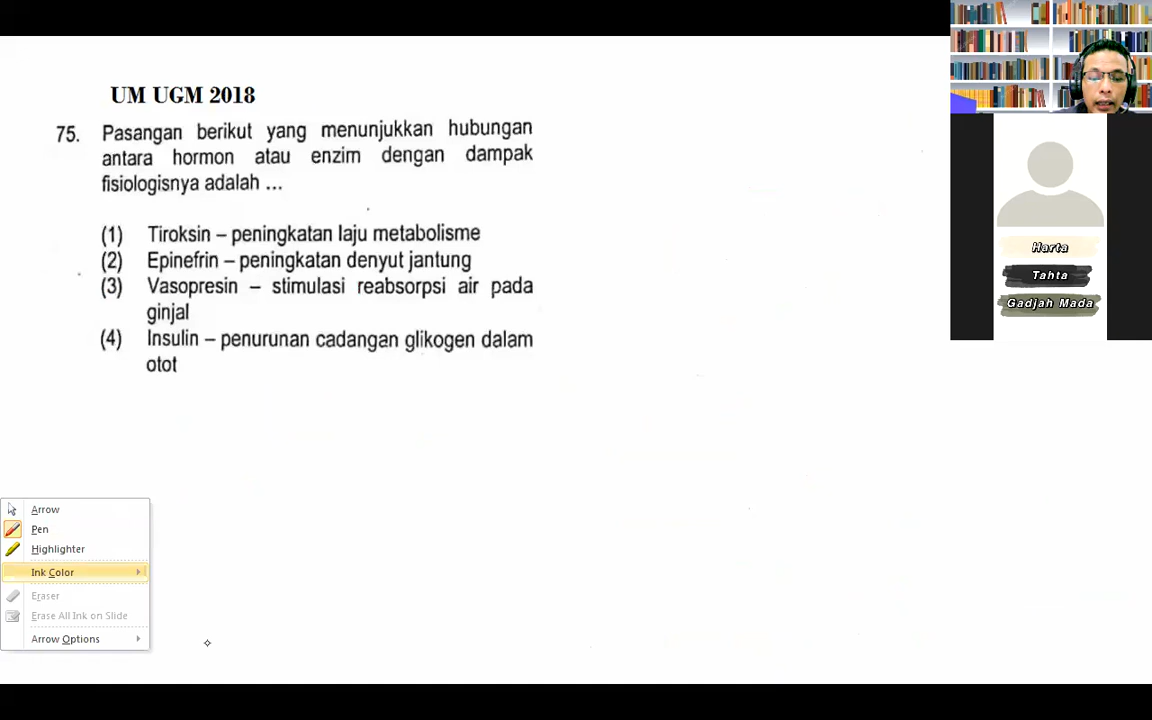 UM UGM 2018
75. Pasangan berikut yang menunjukkan hubungan
antara hormon atau enzim dengan dampak
fisiologisnya adalah ...
(1) Tiroksin – peningkatan laju metabolisme
(2) Epinefrin – peningkatan denyut jantung
(3) Vasopresin – stimulasi reabsorpsi air pada
ginjal
(4) Insulin – penurunan cadangan glikogen dalam
otot
Harta
Tahta
Gadjah Mada
Arrow
Pen
Highlighter
Ink Color
Eraser
Erase All Ink on Slide
Arrow Options